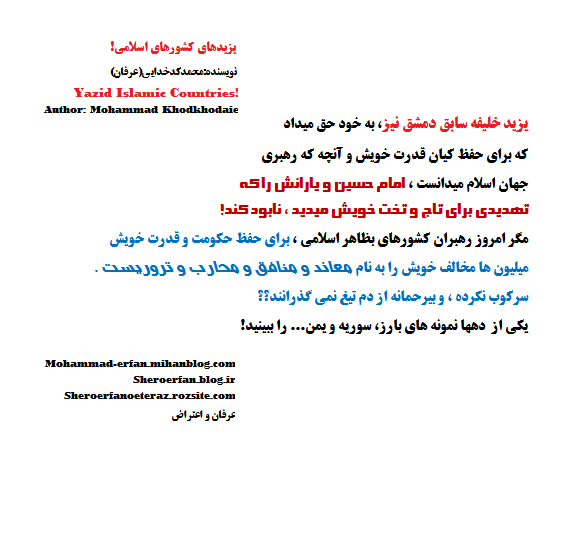 یزیدهای کشورهای اسلامی!
نویسنده:محمدکدخدایی(عرفان)
Yazid Islamic Countries!
Author: Mohammad Khodkhodaie
یزید خلیفه سابق دمشق نیز، به خود حق میداد
که برای حفظ کیان قدرت خویش و آنچه که رهبری
جهان اسلام میدانست ، امام حسین و یارانش را که
تهدیدی برای تاج و تخت خویش میدید ، نابود کند!
مگر امروز رهبران کشورهای بظاهر اسلامی ، برای حفظ حکومت و قدرت خویش
میلیون ها مخالف خویش را به نام معاند و منافق و محارب و تروریست .
سرکوب نکرده ، و بیرحمانه از دم تیغ نمی گذرانند؟؟
یکی از دهها نمونه های بارز، سوریه و یمن... را ببینید!
Mohammad-erfan.mihanblog.com
Sheroerfan.blog.ir
Sheroerfanoeteraz.rozsite.com
عرفان و اعتراض